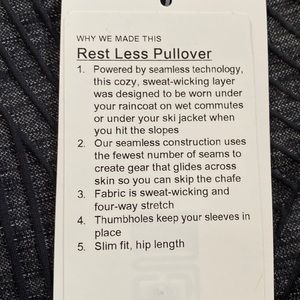 WHY WE MADE THIS
Rest Less Pullover
1. Powered by seamless technology,
this cozy, sweat-wicking layer
was designed to be worn under
your raincoat on wet commutes
or under your ski jacket when
you hit the slopes
2. Our seamless construction uses
the fewest number of seams to
create gear that glides across
skin so you can skip the chafe
3. Fabric is sweat-wicking and
four-way stretch
4. Thumbholes keep your sleeves in
place
5. Slim fit, hip length